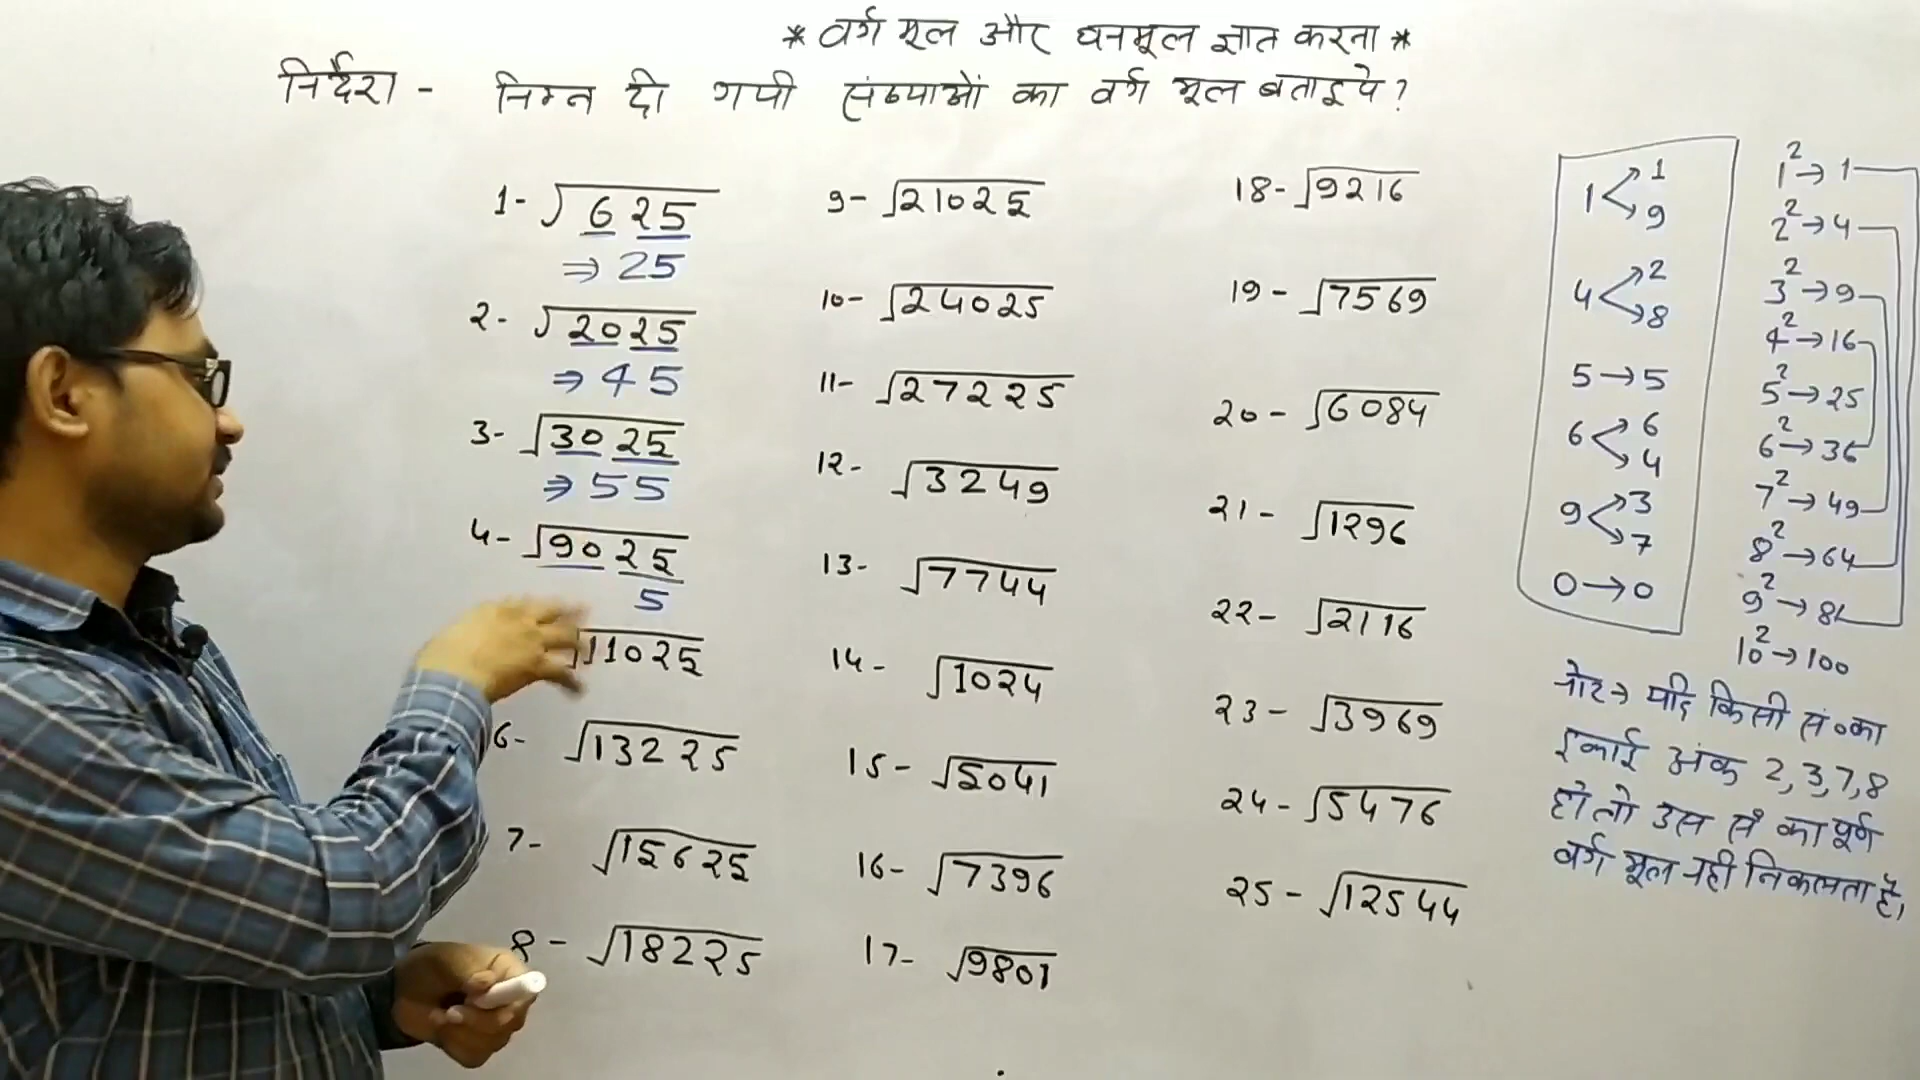 * वर्ग मूल और घनमूल ज्ञात करना *
निर्देश - निम्न दी गयी संख्याओं का वर्ग मूल बताइये ?
1- √625
⇒ 25
2- √2025
⇒ 45
3- √3025
⇒ 55
4- √9025
5
√11025
6- √13225
7- √15625
8- √18225
9- √21025
10- √24025
11- √27225
12- √3249
13- √7744
14- √1024
15- √5041
16- √7396
17- √9801
18- √9216
19- √7569
20- √6084
21- √1296
22- √2116
23- √3969
24- √5476
25- √12544
1 → 1
→ 9
4 → 2
→ 8
5 → 5
6 → 6
→ 4
9 → 3
→ 7
0 → 0
1² → 1
2² → 4
3² → 9
4² → 16
5² → 25
6² → 36
7² → 49
8² → 64
9² → 81
10² → 100
नोट → यदि किसी सं० का
इकाई अंक 2, 3, 7, 8
हो तो उस सं का पूर्ण
वर्ग मूल नही निकलता है।